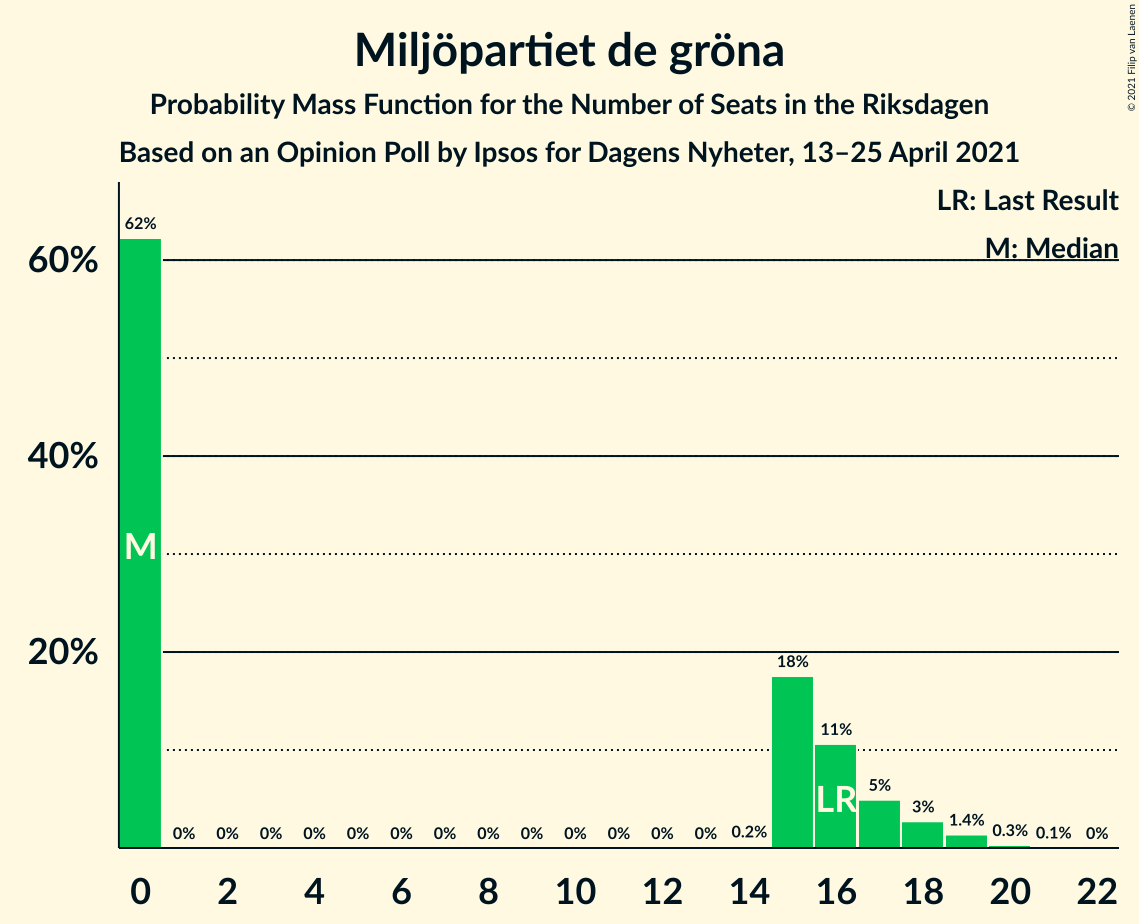 Miljöpartiet de gröna
Probability Mass Function for the Number of Seats in the Riksdagen
Based on an Opinion Poll by Ipsos for Dagens Nyheter, 13–25 April 2021
© 2021 Filip van Laenen
LR: Last Result
M: Median
60%
40%
20%
62%
0% 0% 0% 0% 0% 0% 0% 0% 0% 0% 0% 0% 0% 0.2% 18% 11% 5% 3% 1.4% 0.3% 0.1% 0%
M
LR
0 2 4 6 8 10 12 14 16 18 20 22